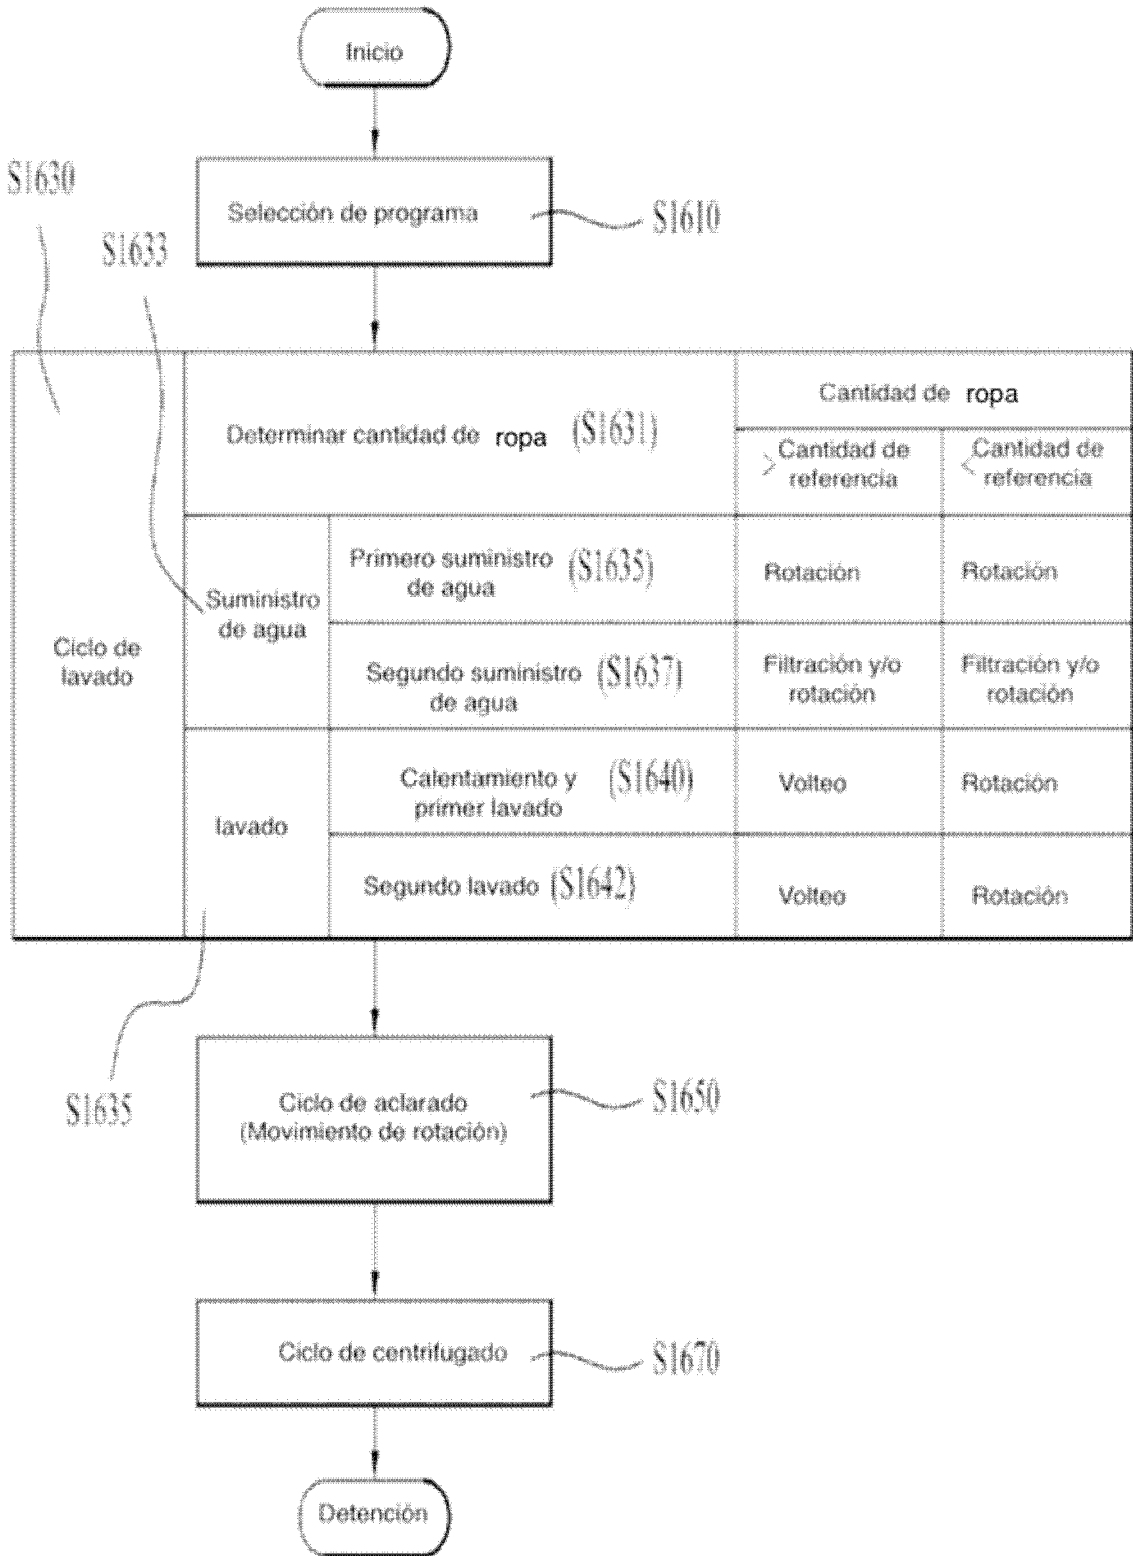 Inicio
S1630
Selección de programa
S1610
S1633
Cantidad de ropa
Determinar cantidad de ropa (S1631)
>Cantidad de
referencia
<Cantidad de
referencia
Ciclo de
lavado
Suministro
de agua
Primero suministro
de agua
(S1635)
Rotación
Rotación
Segundo suministro
de agua
(S1637)
Filtración y/o
rotación
Filtración y/o
rotación
lavado
Calentamiento y
primer lavado
(S1640)
Volteo
Rotación
Segundo lavado (S1642)
Volteo
Rotación
S1635
Ciclo de aclarado
(Movimiento de rotación)
S1650
Ciclo de centrifugado
S1670
Detención